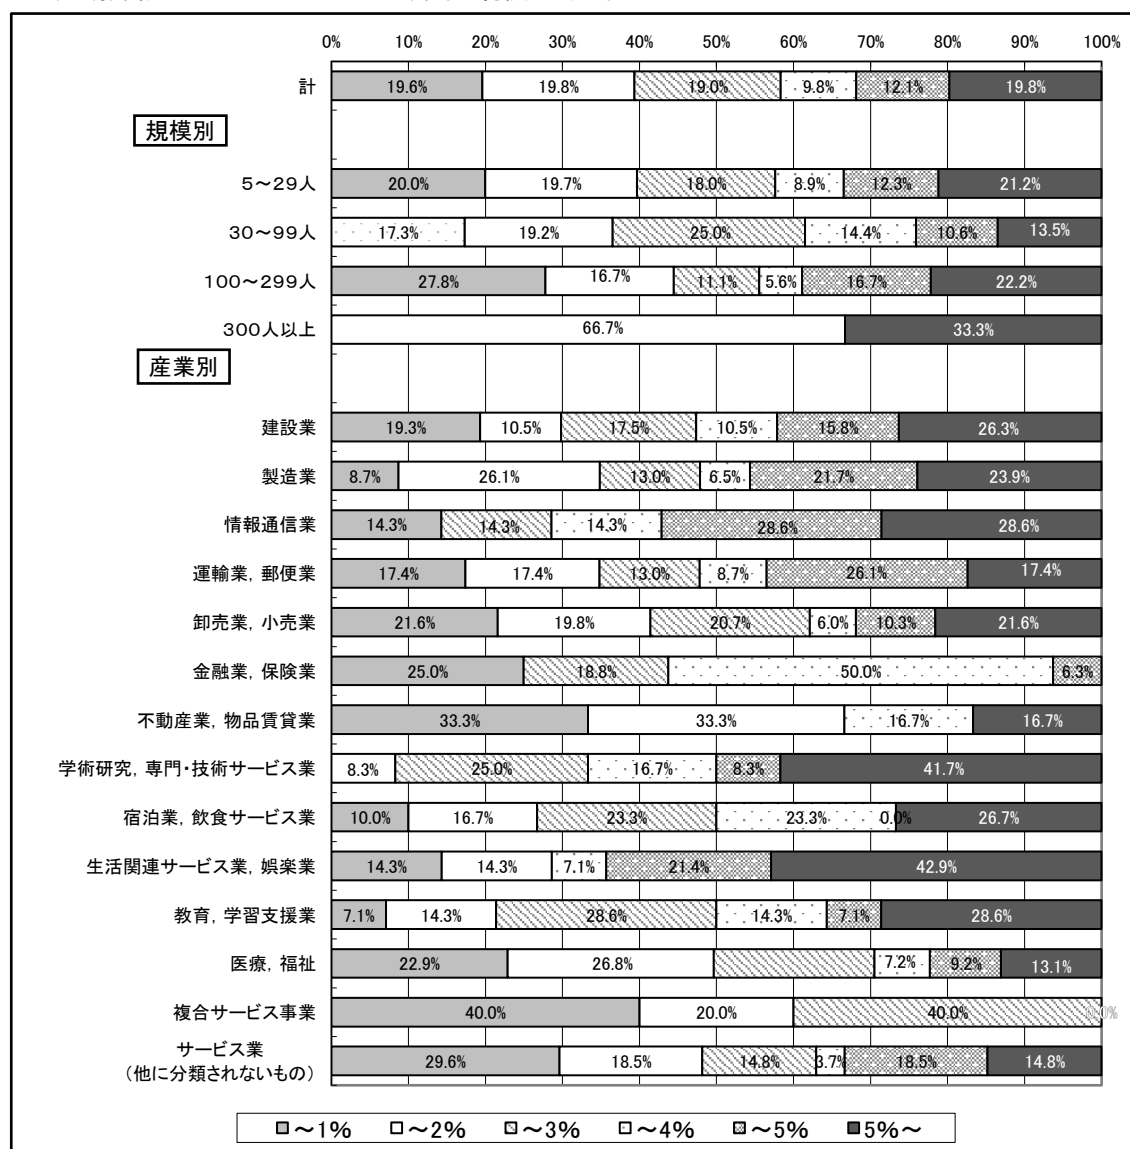 0% 10% 20% 30% 40% 50% 60% 70% 80% 90% 100%
計 19.6% 19.8% 19.0% 9.8% 12.1% 19.8%
規模別
5～29人 20.0% 19.7% 18.0% 8.9% 12.3% 21.2%
30～99人 17.3% 19.2% 25.0% 14.4% 10.6% 13.5%
100～299人 27.8% 16.7% 11.1% 5.6% 16.7% 22.2%
300人以上 66.7% 33.3%
産業別
建設業 19.3% 10.5% 17.5% 10.5% 15.8% 26.3%
製造業 8.7% 26.1% 13.0% 6.5% 21.7% 23.9%
情報通信業 14.3% 14.3% 14.3% 28.6% 28.6%
運輸業，郵便業 17.4% 17.4% 13.0% 8.7% 26.1% 17.4%
卸売業，小売業 21.6% 19.8% 20.7% 6.0% 10.3% 21.6%
金融業，保険業 25.0% 18.8% 50.0% 6.3%
不動産業，物品賃貸業 33.3% 33.3% 16.7% 16.7%
学術研究，専門・技術サービス業 8.3% 25.0% 16.7% 8.3% 41.7%
宿泊業，飲食サービス業 10.0% 16.7% 23.3% 23.3% 0.0% 26.7%
生活関連サービス業，娯楽業 14.3% 14.3% 7.1% 21.4% 42.9%
教育，学習支援業 7.1% 14.3% 28.6% 14.3% 7.1% 28.6%
医療，福祉 22.9% 26.8% 7.2% 9.2% 13.1%
複合サービス事業 40.0% 20.0% 40.0% 0.0%
サービス業
（他に分類されないもの） 29.6% 18.5% 14.8% 3.7% 18.5% 14.8%
～1% ～2% ～3% ～4% ～5% 5%～